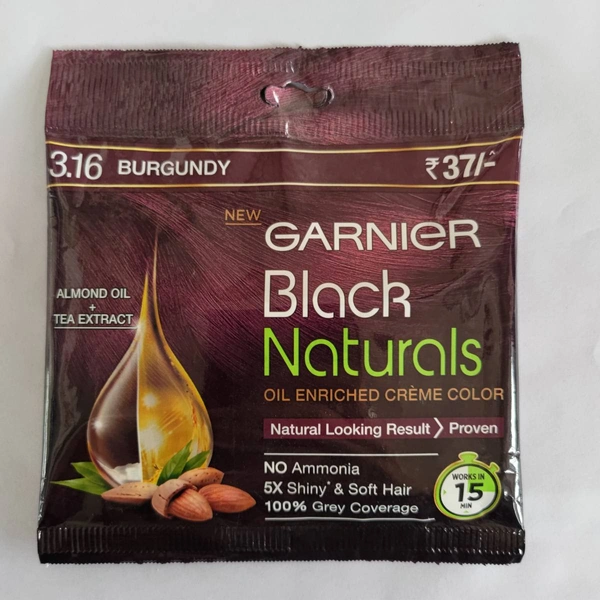 3.16 BURGUNDY
₹37/-^
NEW
GARNIER
Black
Naturals
ALMOND OIL
+
TEA EXTRACT
OIL ENRICHED CRÈME COLOR
Natural Looking Result > Proven
NO Ammonia
5X Shiny* & Soft Hair
100% Grey Coverage
WORKS IN
15
MIN